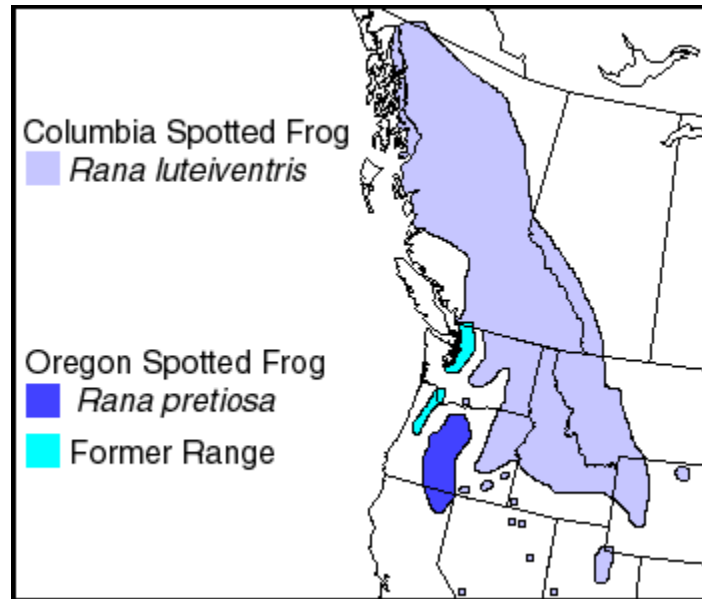 Columbia Spotted Frog
Rana luteiventris
Oregon Spotted Frog
Rana pretiosa
Former Range